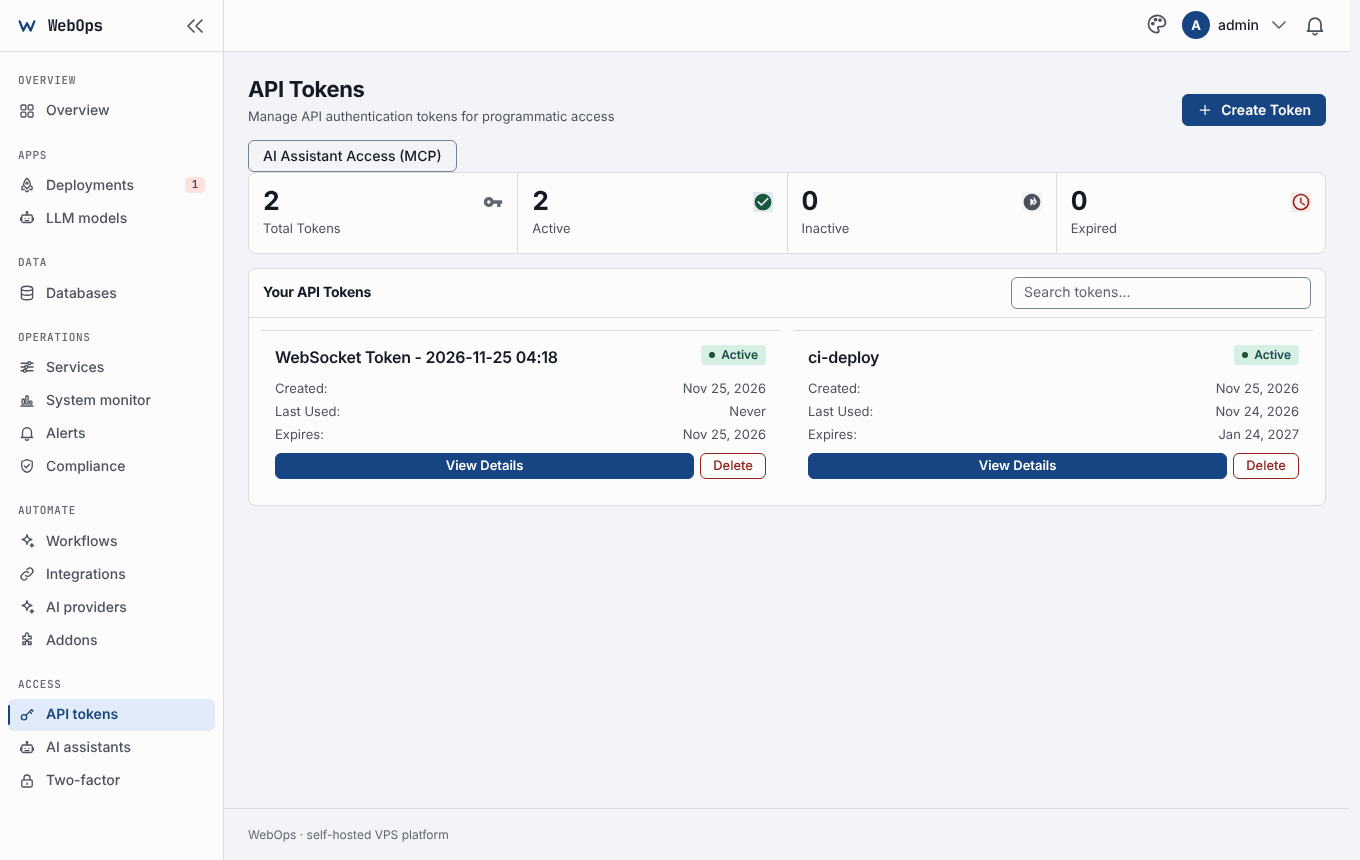 WebOps
A
admin
OVERVIEW
Overview
APPS
Deployments 1
LLM models
DATA
Databases
OPERATIONS
Services
System monitor
Alerts
Compliance
AUTOMATE
Workflows
Integrations
AI providers
Addons
ACCESS
API tokens
AI assistants
Two-factor
API Tokens
Manage API authentication tokens for programmatic access
Create Token
AI Assistant Access (MCP)
2
Total Tokens
2
Active
0
Inactive
0
Expired
Your API Tokens
Search tokens...
WebSocket Token - 2026-11-25 04:18 Active
Created: Nov 25, 2026
Last Used: Never
Expires: Nov 25, 2026
View Details Delete
ci-deploy Active
Created: Nov 25, 2026
Last Used: Nov 24, 2026
Expires: Jan 24, 2027
View Details Delete
WebOps · self-hosted VPS platform